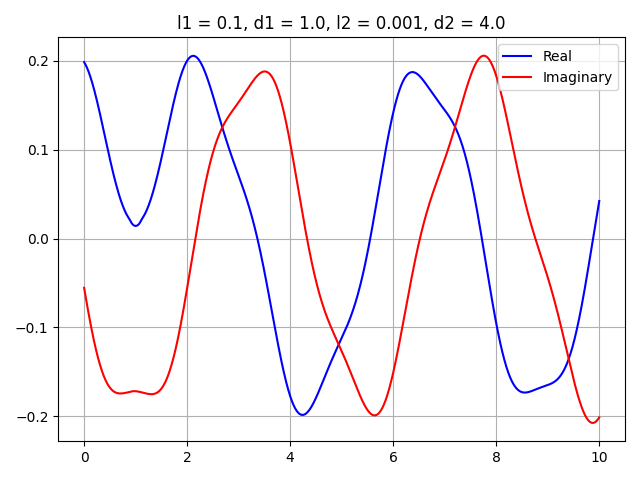 l1 = 0.1, d1 = 1.0, l2 = 0.001, d2 = 4.0
Real
Imaginary
0.2
0.1
0.0
−0.1
−0.2
0 2 4 6 8 10